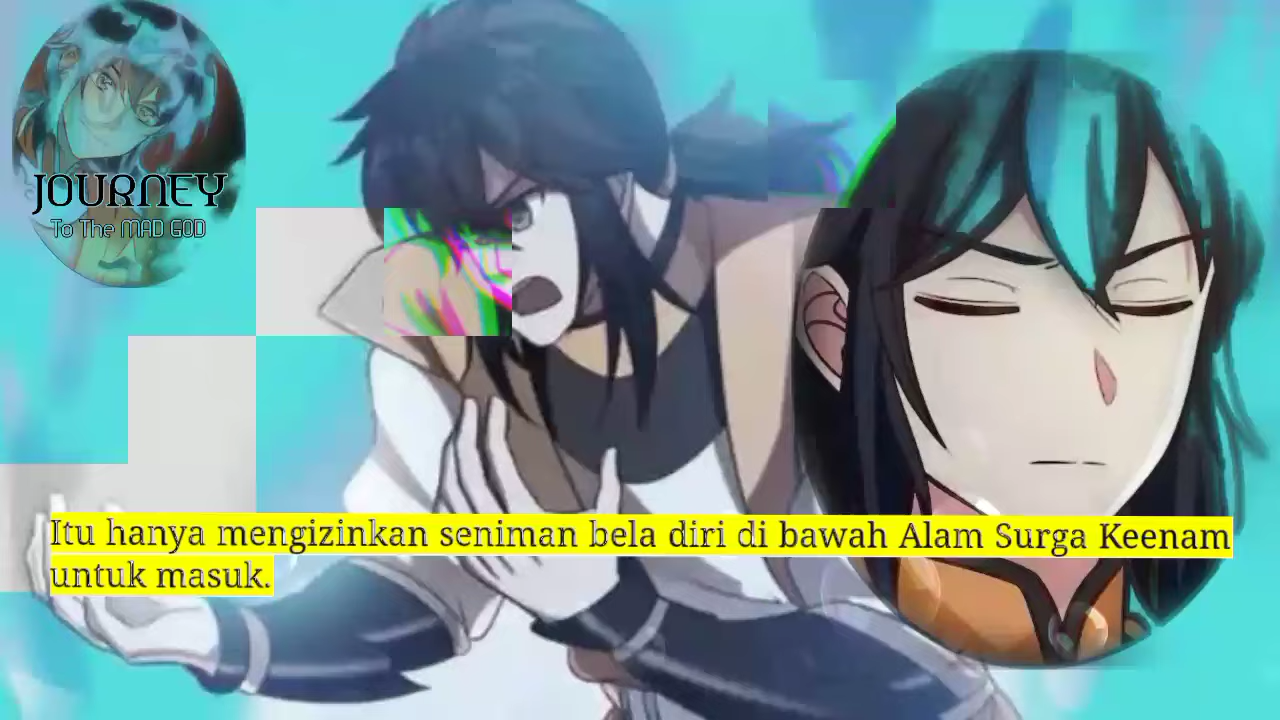 JOURNEY
To The MAD GOD
Itu hanya mengizinkan seniman bela diri di bawah Alam Surga Keenam
untuk masuk.